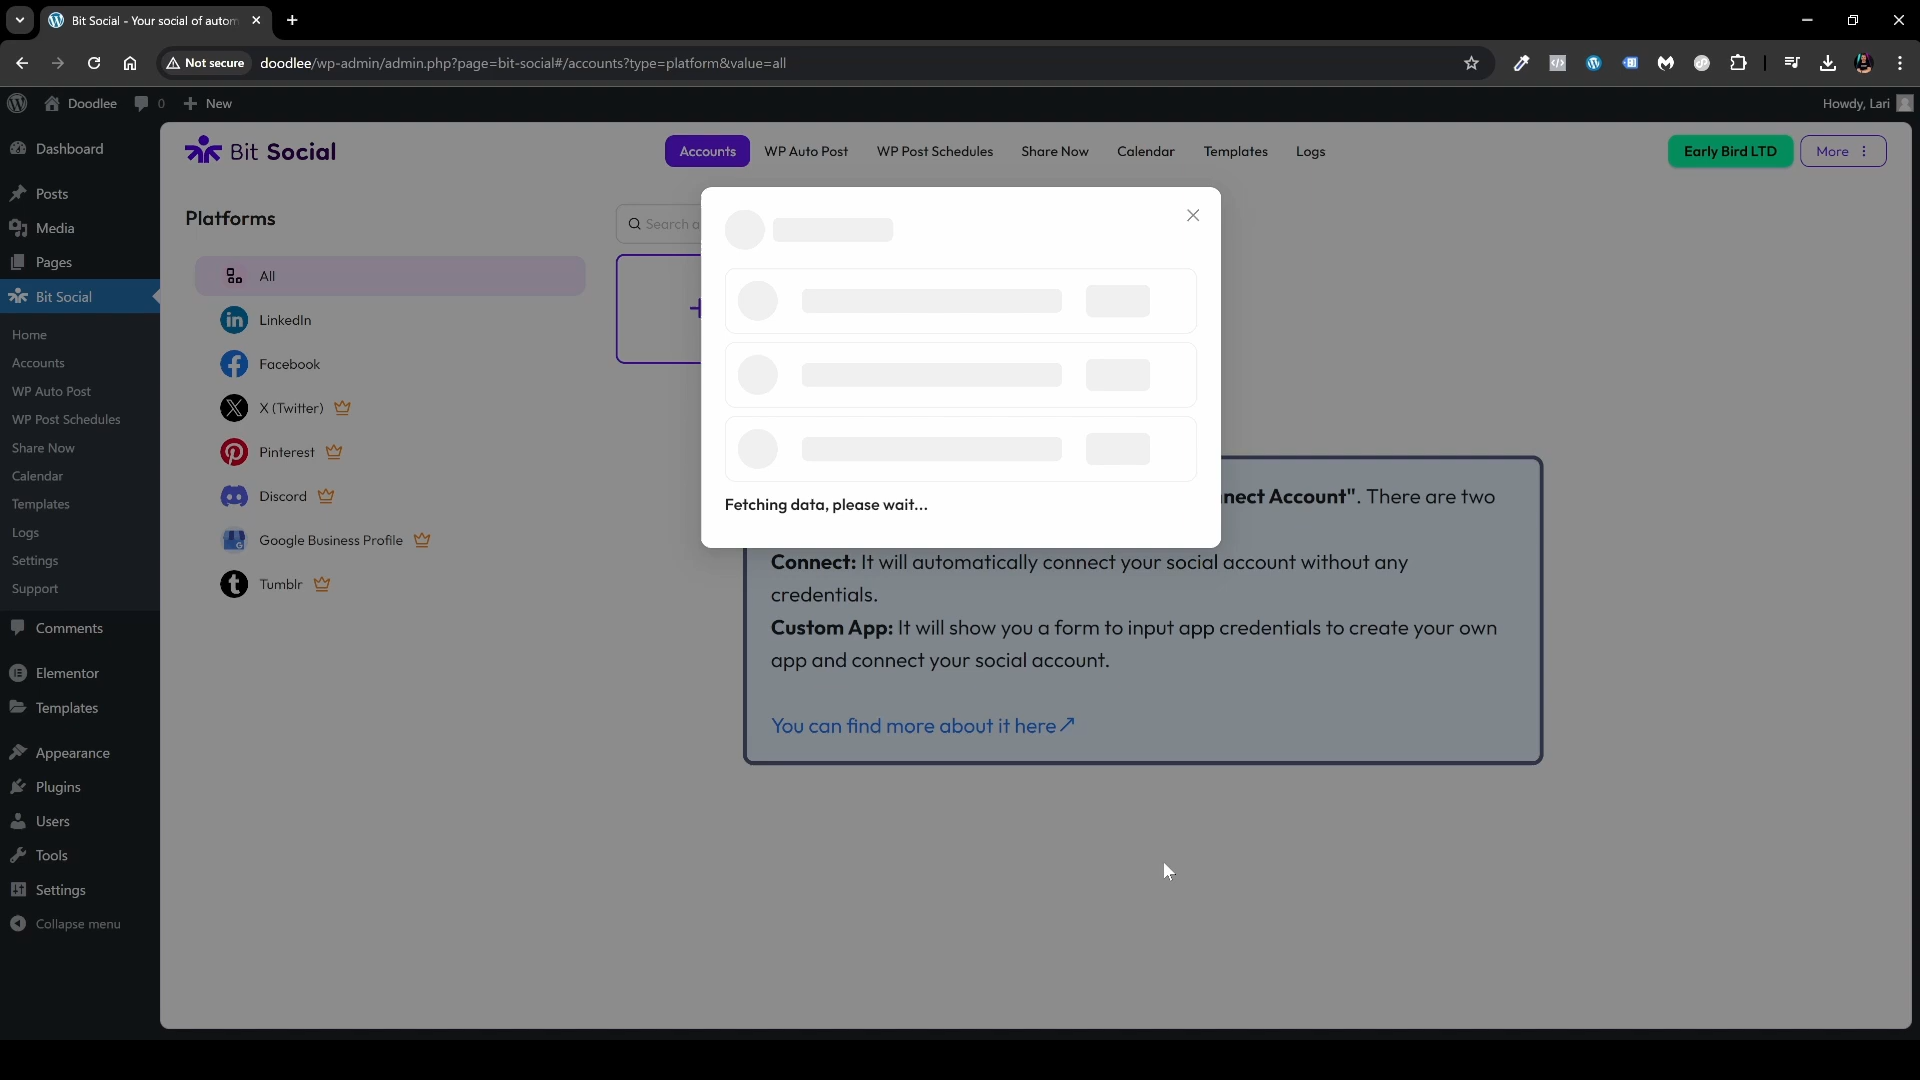 Bit Social - Your social of autom
Not secure
doodlee/wp-admin/admin.php?page=bit-social#/accounts?type=platform&value=all
Doodlee
0
New
Howdy, Lari
Dashboard
Posts
Media
Pages
Bit Social
Home
Accounts
WP Auto Post
WP Post Schedules
Share Now
Calendar
Templates
Logs
Settings
Support
Comments
Elementor
Templates
Appearance
Plugins
Users
Tools
Settings
Collapse menu
Bit Social
Accounts
WP Auto Post
WP Post Schedules
Share Now
Calendar
Templates
Logs
Early Bird LTD
More
Platforms
All
LinkedIn
Facebook
X (Twitter)
Pinterest
Discord
Google Business Profile
Tumblr
Search a
Fetching data, please wait...
nnect Account". There are two
Connect: It will automatically connect your social account without any
credentials.
Custom App: It will show you a form to input app credentials to create your own
app and connect your social account.
You can find more about it here